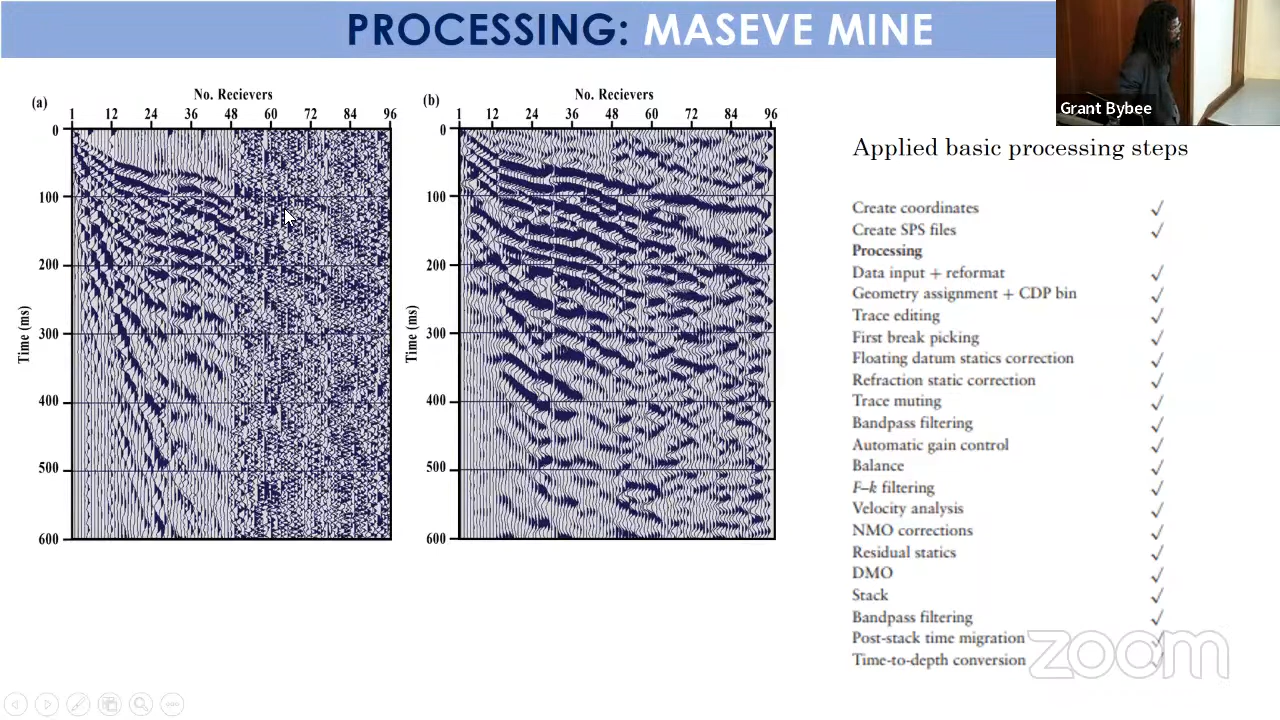 PROCESSING: MASEVE MINE
Grant Bybee
(a)
No. Recievers
1 12 24 36 48 60 72 84 96
0
100
200
300
400
500
600
Time (ms)
(b)
No. Recievers
1 12 24 36 48 60 72 84 96
0
100
200
300
400
500
600
Time (ms)
Applied basic processing steps
Create coordinates ✓
Create SPS files ✓
Processing
Data input + reformat ✓
Geometry assignment + CDP bin ✓
Trace editing ✓
First break picking ✓
Floating datum statics correction ✓
Refraction static correction ✓
Trace muting ✓
Bandpass filtering ✓
Automatic gain control ✓
Balance ✓
F–k filtering ✓
Velocity analysis ✓
NMO corrections ✓
Residual statics ✓
DMO ✓
Stack ✓
Bandpass filtering ✓
Post-stack time migration ✓
Time-to-depth conversion ✓
zoom